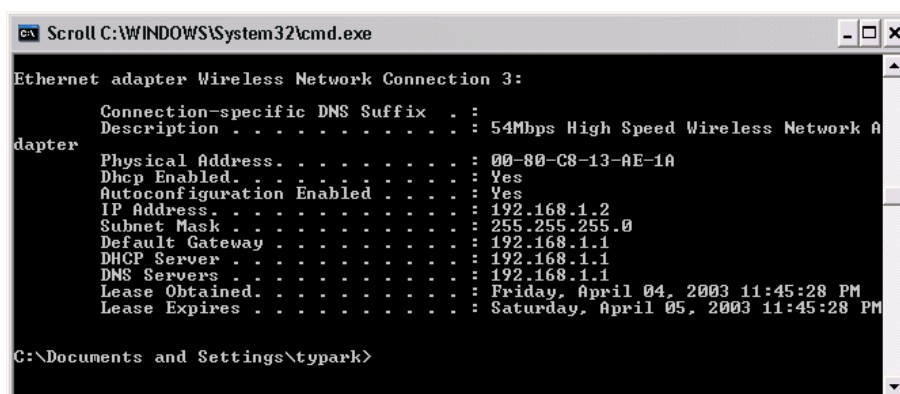 Scroll C:\WINDOWS\System32\cmd.exe
Ethernet adapter Wireless Network Connection 3:
Connection-specific DNS Suffix . :
Description . . . . . . . . . . . : 54Mbps High Speed Wireless Network A
dapter
Physical Address. . . . . . . . . : 00-80-C8-13-AE-1A
Dhcp Enabled. . . . . . . . . . . : Yes
Autoconfiguration Enabled . . . . : Yes
IP Address. . . . . . . . . . . . : 192.168.1.2
Subnet Mask . . . . . . . . . . . : 255.255.255.0
Default Gateway . . . . . . . . . : 192.168.1.1
DHCP Server . . . . . . . . . . . : 192.168.1.1
DNS Servers . . . . . . . . . . . : 192.168.1.1
Lease Obtained. . . . . . . . . . : Friday, April 04, 2003 11:45:28 PM
Lease Expires . . . . . . . . . . : Saturday, April 05, 2003 11:45:28 PM
C:\Documents and Settings\typark>